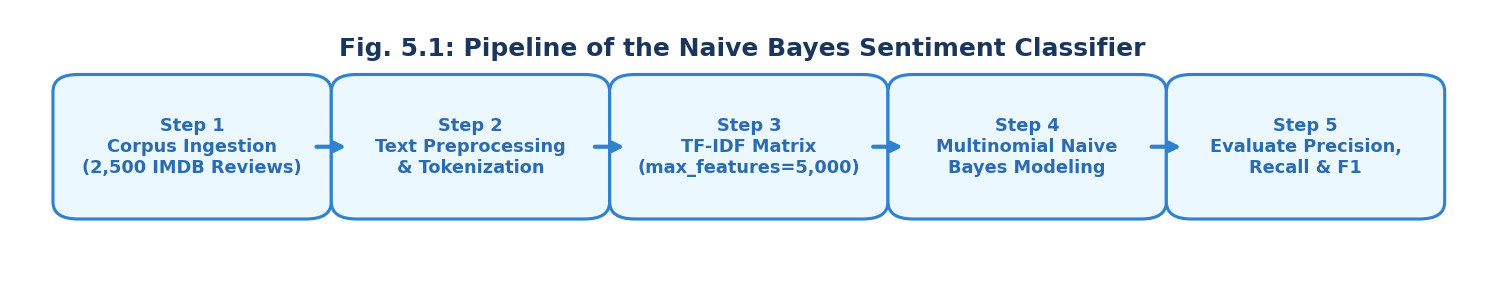 Fig. 5.1: Pipeline of the Naive Bayes Sentiment Classifier
Step 1
Corpus Ingestion
(2,500 IMDB Reviews)
Step 2
Text Preprocessing
& Tokenization
Step 3
TF-IDF Matrix
(max_features=5,000)
Step 4
Multinomial Naive
Bayes Modeling
Step 5
Evaluate Precision,
Recall & F1